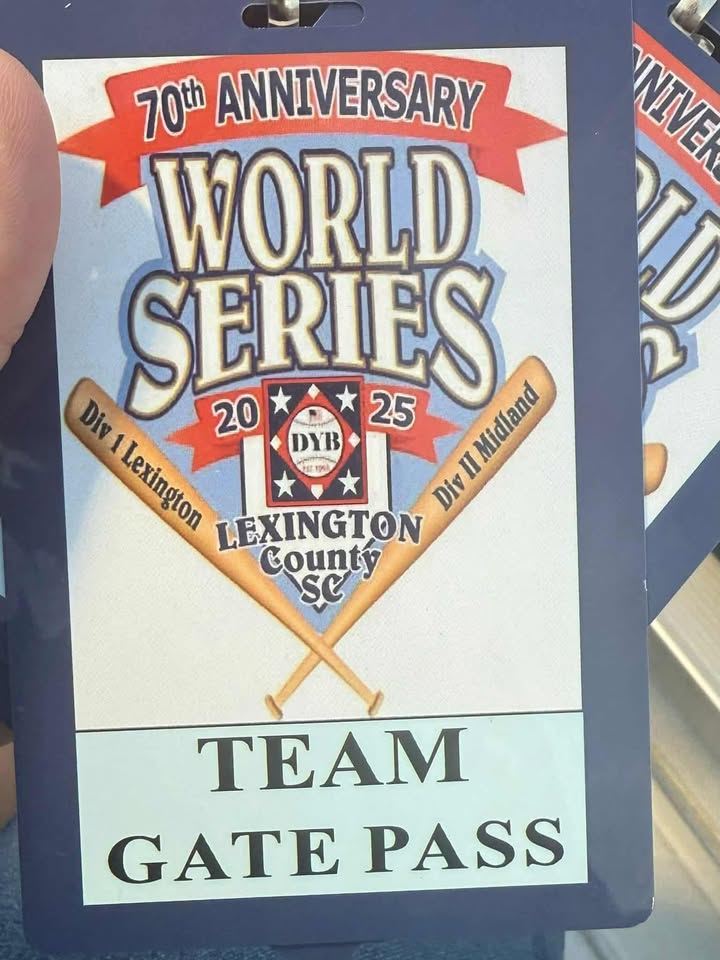 70th ANNIVERSARY
WORLD
SERIES
20 25
DYB
Div 1 Lexington
Div II Midland
LEXINGTON
County
SC
TEAM
GATE PASS